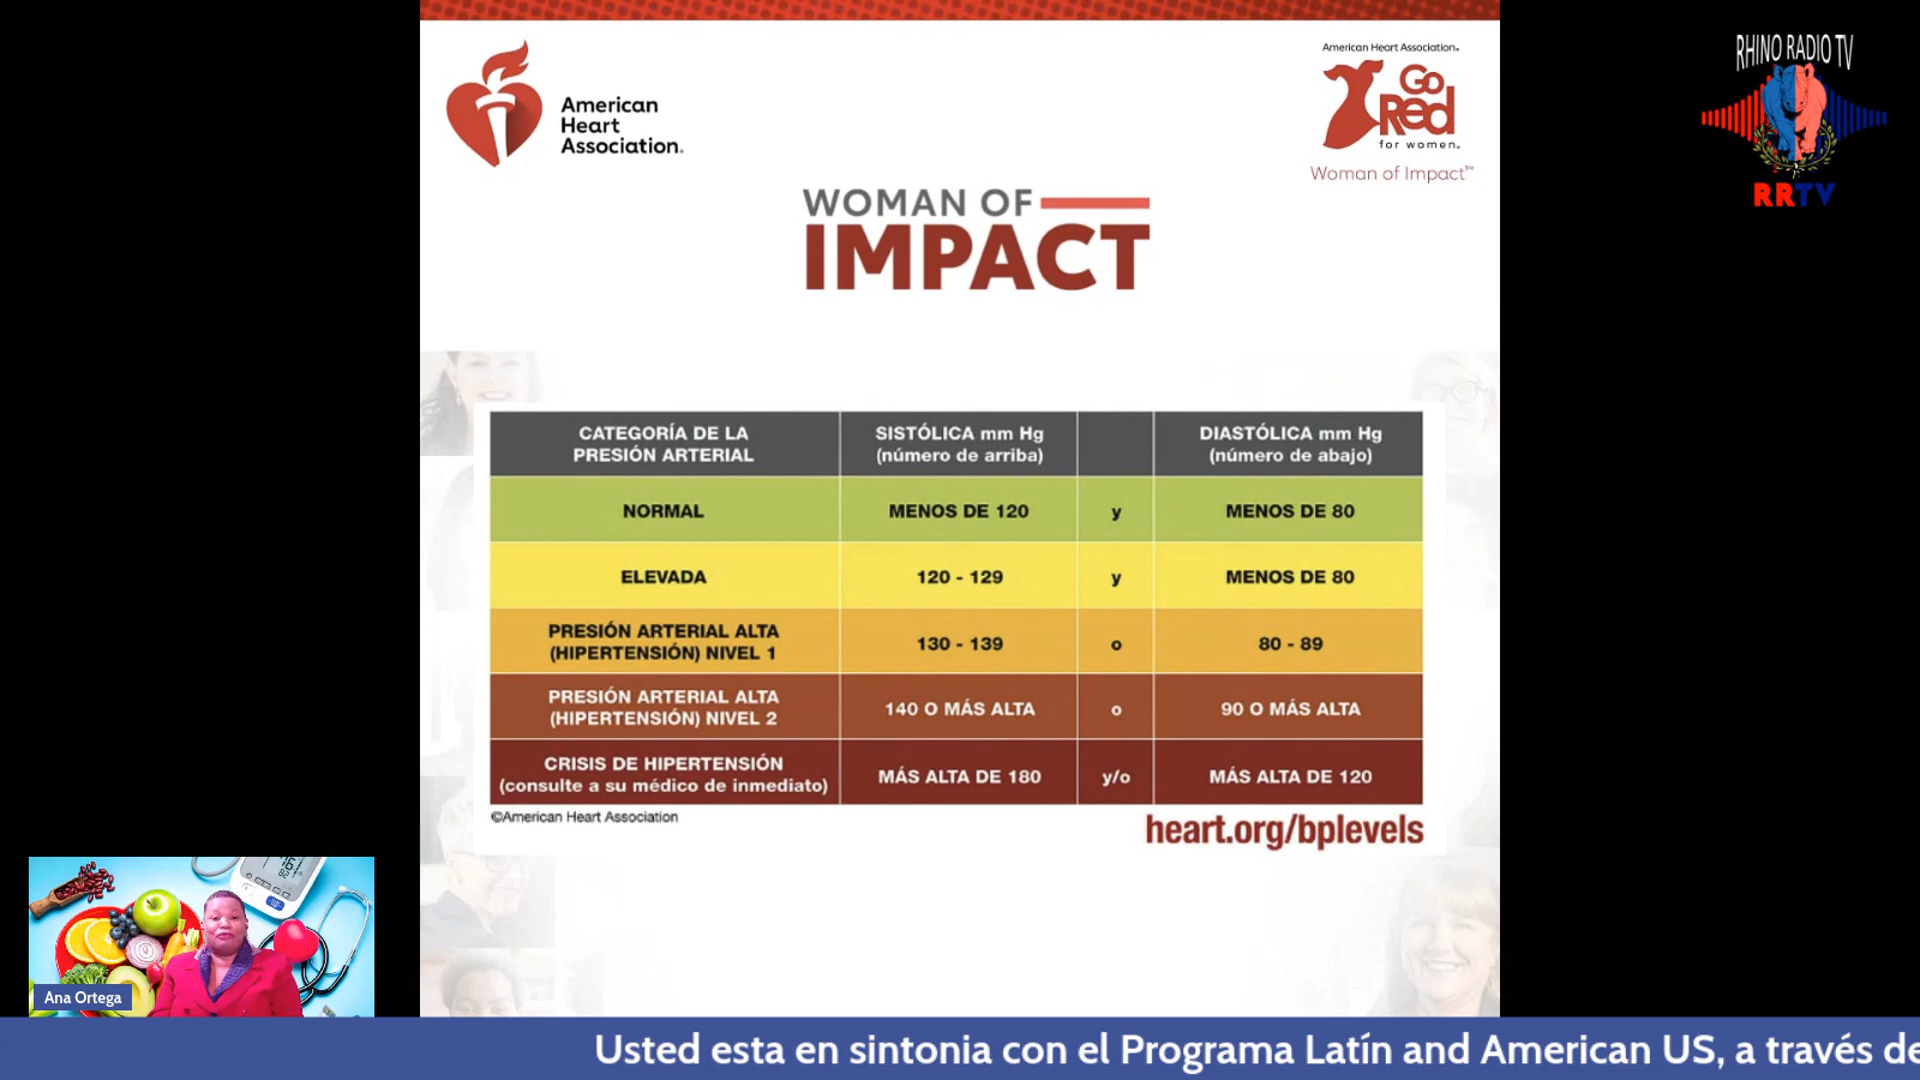 American
Heart
Association.
American Heart Association.
Go
Red
for women.
Woman of Impact™
RHINO RADIO TV
RRTV
WOMAN OF
IMPACT
CATEGORÍA DE LA
PRESIÓN ARTERIAL
SISTÓLICA mm Hg
(número de arriba)
DIASTÓLICA mm Hg
(número de abajo)
NORMAL
MENOS DE 120
y
MENOS DE 80
ELEVADA
120 - 129
y
MENOS DE 80
PRESIÓN ARTERIAL ALTA
(HIPERTENSIÓN) NIVEL 1
130 - 139
o
80 - 89
PRESIÓN ARTERIAL ALTA
(HIPERTENSIÓN) NIVEL 2
140 O MÁS ALTA
o
90 O MÁS ALTA
CRISIS DE HIPERTENSIÓN
(consulte a su médico de inmediato)
MÁS ALTA DE 180
y/o
MÁS ALTA DE 120
©American Heart Association
heart.org/bplevels
Ana Ortega
Usted esta en sintonia con el Programa Latín and American US, a través de